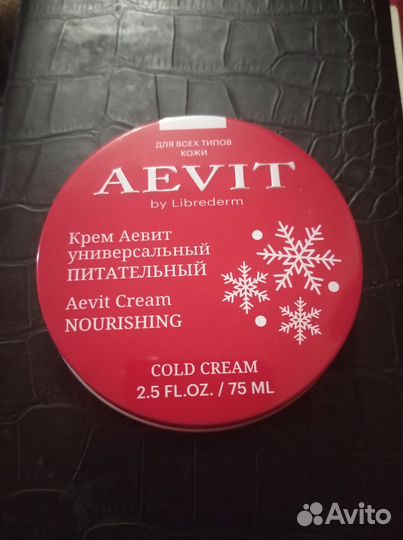 ДЛЯ ВСЕХ ТИПОВ
КОЖИ
AEVIT
by Librederm
Крем Аевит
универсальный
ПИТАТЕЛЬНЫЙ
Aevit Cream
NOURISHING
COLD CREAM
2.5 FL.OZ. / 75 ML
Avito